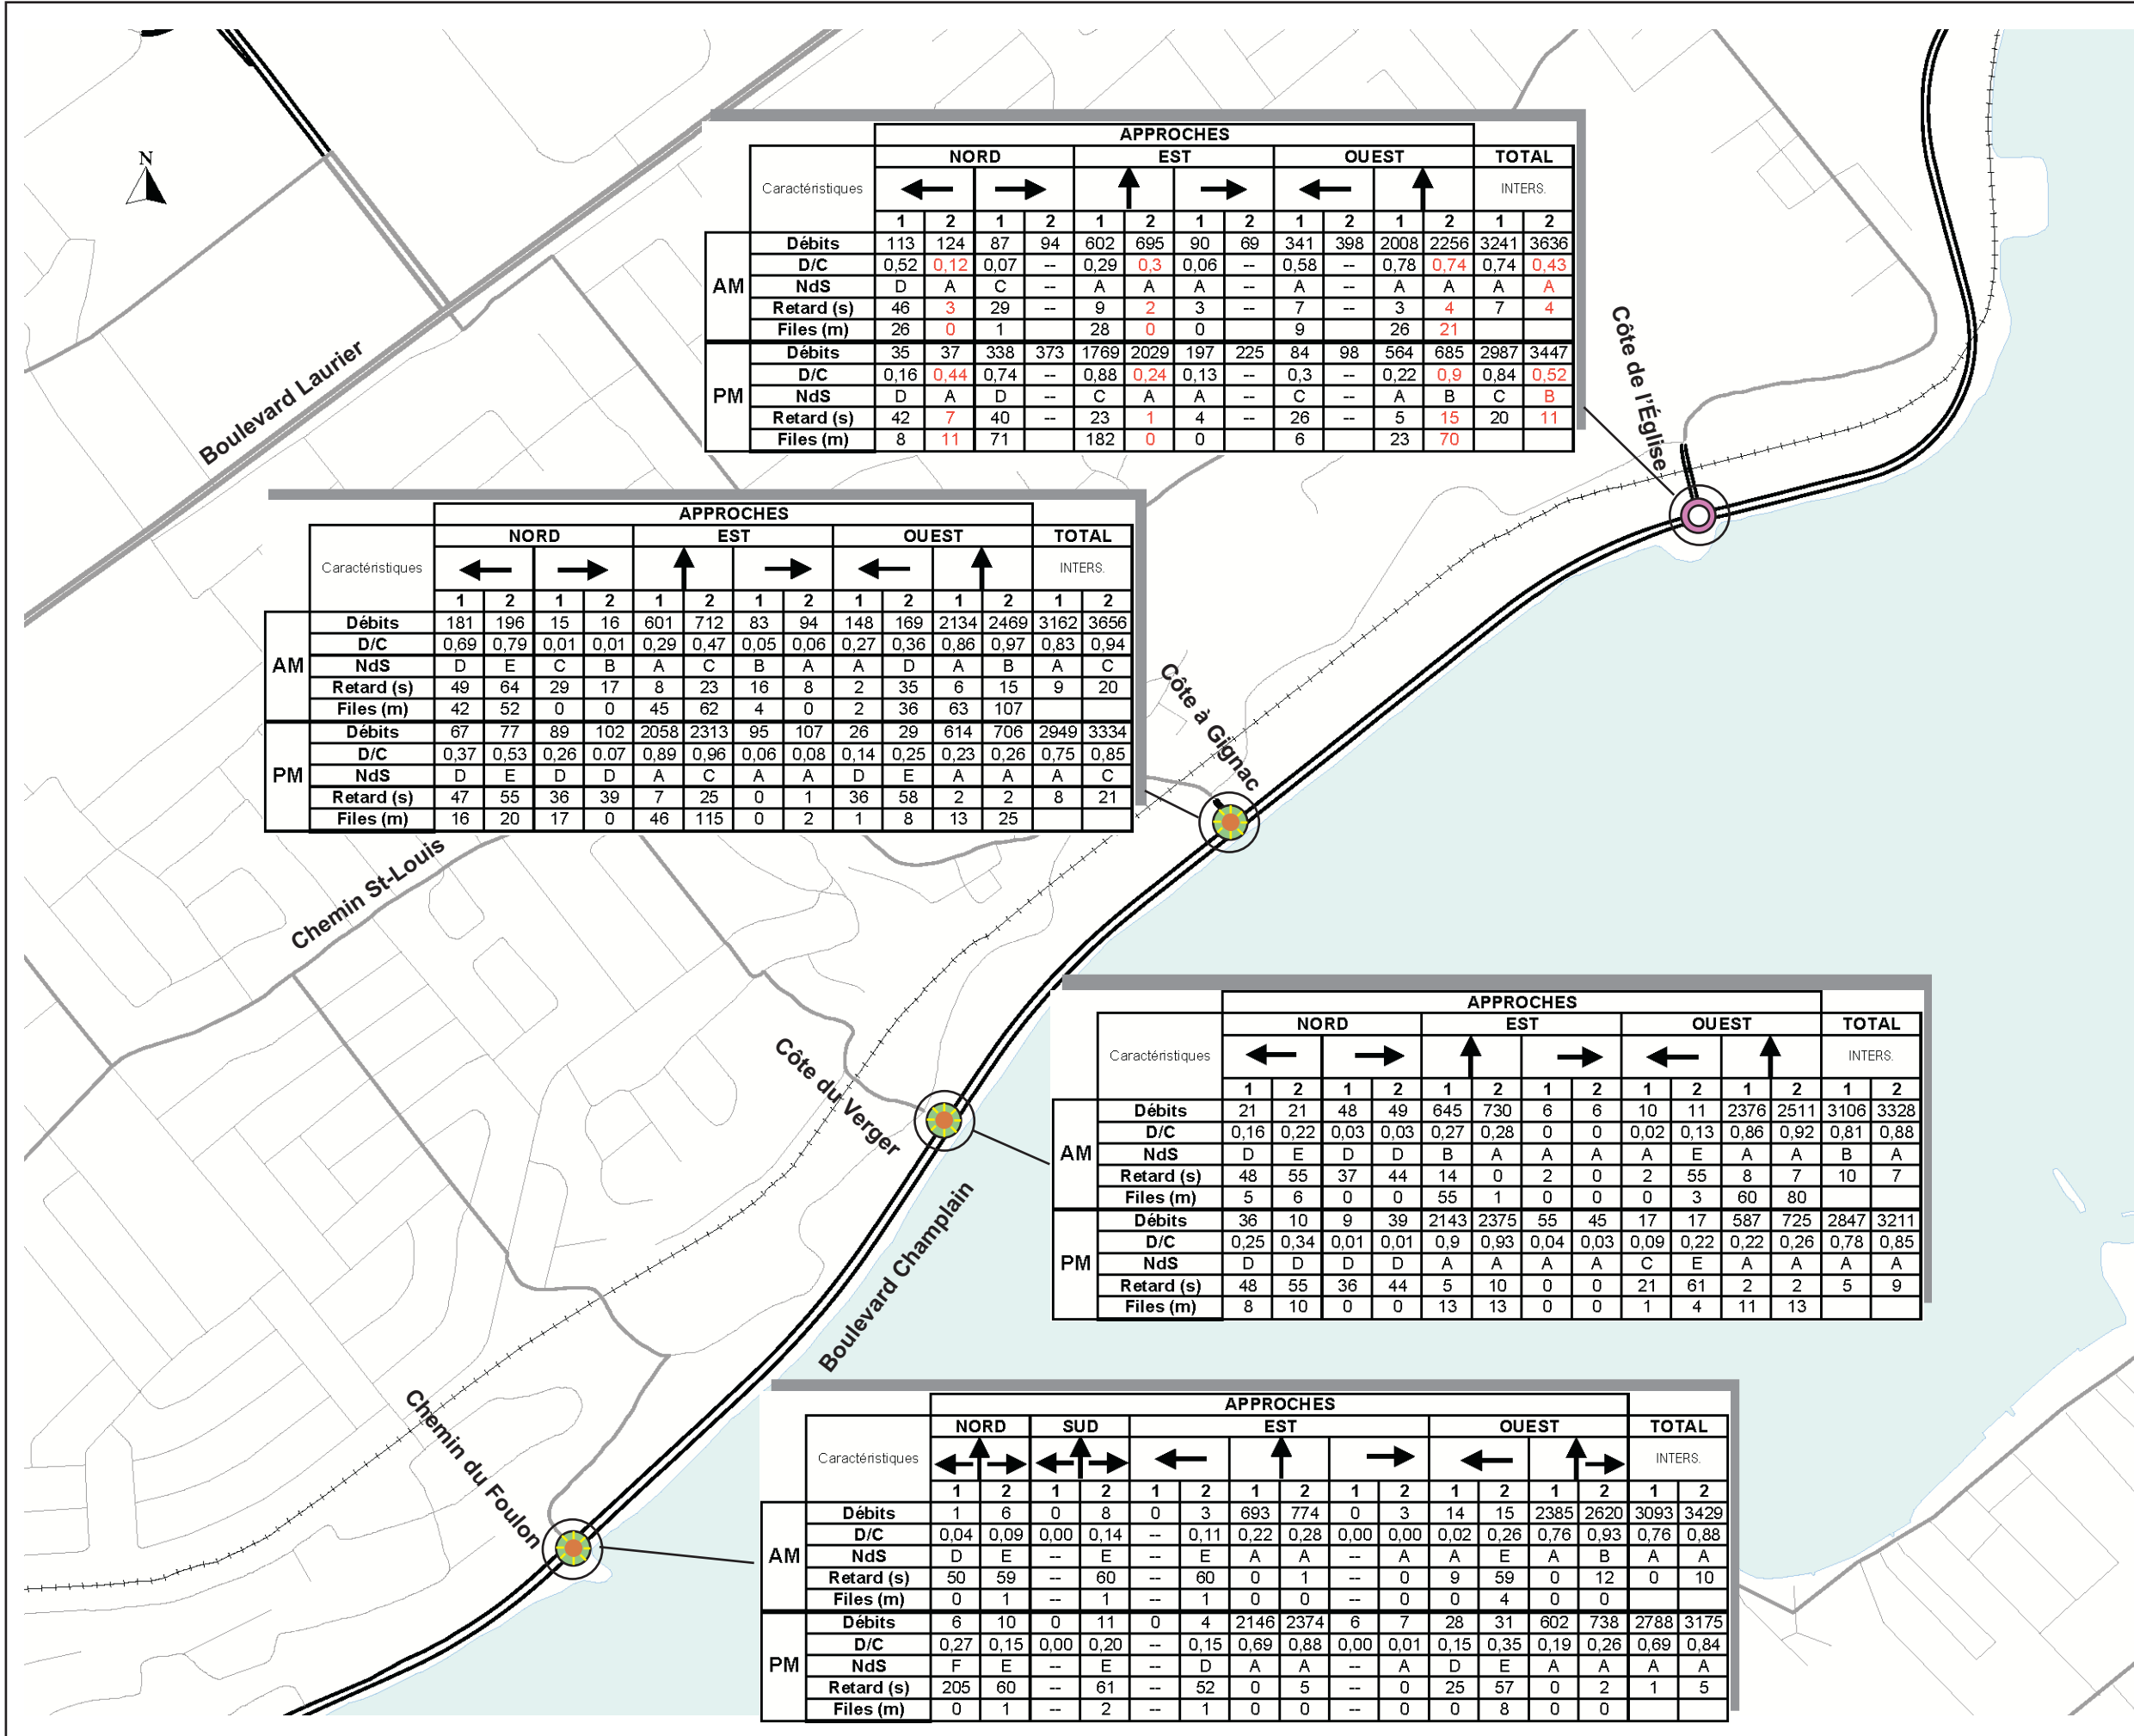 N
Boulevard Laurier
Chemin St-Louis
Côte de l'Église
Côte à Gignac
Côte du Verger
Boulevard Champlain
Chemin du Foulon
APPROCHES
NORD EST OUEST TOTAL
Caractéristiques INTERS.
1 2 1 2 1 2 1 2 1 2 1 2 1 2
AM
Débits 113 124 87 94 602 695 90 69 341 398 2008 2256 3241 3636
D/C 0,52 0,12 0,07 -- 0,29 0,3 0,06 -- 0,58 -- 0,78 0,74 0,74 0,43
NdS D A C -- A A A -- A -- A A A A
Retard (s) 46 3 29 -- 9 2 3 -- 7 -- 3 4 7 4
Files (m) 26 0 1 28 0 0 9 26 21
PM
Débits 35 37 338 373 1769 2029 197 225 84 98 564 685 2987 3447
D/C 0,16 0,44 0,74 -- 0,88 0,24 0,13 -- 0,3 -- 0,22 0,9 0,84 0,52
NdS D A D -- C A A -- C -- A B C B
Retard (s) 42 7 40 -- 23 1 4 -- 26 -- 5 15 20 11
Files (m) 8 11 71 182 0 0 6 23 70
APPROCHES
NORD EST OUEST TOTAL
Caractéristiques INTERS.
1 2 1 2 1 2 1 2 1 2 1 2 1 2
AM
Débits 181 196 15 16 601 712 83 94 148 169 2134 2469 3162 3656
D/C 0,69 0,79 0,01 0,01 0,29 0,47 0,05 0,06 0,27 0,36 0,86 0,97 0,83 0,94
NdS D E C B A C B A A D A B A C
Retard (s) 49 64 29 17 8 23 16 8 2 35 6 15 9 20
Files (m) 42 52 0 0 45 62 4 0 2 36 63 107
PM
Débits 67 77 89 102 2058 2313 95 107 26 29 614 706 2949 3334
D/C 0,37 0,53 0,26 0.07 0,89 0,96 0,06 0,08 0,14 0,25 0,23 0,26 0,75 0,85
NdS D E D D A C A A D E A A A C
Retard (s) 47 55 36 39 7 25 0 1 36 58 2 2 8 21
Files (m) 16 20 17 0 46 115 0 2 1 8 13 25
APPROCHES
NORD EST OUEST TOTAL
Caractéristiques INTERS.
1 2 1 2 1 2 1 2 1 2 1 2 1 2
AM
Débits 21 21 48 49 645 730 6 6 10 11 2376 2511 3106 3328
D/C 0,16 0,22 0,03 0,03 0,27 0,28 0 0 0,02 0,13 0,86 0,92 0,81 0,88
NdS D E D D B A A A A E A A B A
Retard (s) 48 55 37 44 14 0 2 0 2 55 8 7 10 7
Files (m) 5 6 0 0 55 1 0 0 0 3 60 80
PM
Débits 36 10 9 39 2143 2375 55 45 17 17 587 725 2847 3211
D/C 0,25 0,34 0,01 0,01 0,9 0,93 0,04 0,03 0,09 0,22 0,22 0,26 0,78 0,85
NdS D D D D A A A A C E A A A A
Retard (s) 48 55 36 44 5 10 0 0 21 61 2 2 5 9
Files (m) 8 10 0 0 13 13 0 0 1 4 11 13
APPROCHES
NORD SUD EST OUEST TOTAL
Caractéristiques INTERS.
1 2 1 2 1 2 1 2 1 2 1 2 1 2 1 2
AM
Débits 1 6 0 8 0 3 693 774 0 3 14 15 2385 2620 3093 3429
D/C 0,04 0,09 0,00 0,14 -- 0,11 0,22 0,28 0,00 0,00 0,02 0,26 0,76 0,93 0,76 0,88
NdS D E -- E -- E A A -- A A E A B A A
Retard (s) 50 59 -- 60 -- 60 0 1 -- 0 9 59 0 12 0 10
Files (m) 0 1 -- 1 -- 1 0 0 -- 0 0 4 0 0
PM
Débits 6 10 0 11 0 4 2146 2374 6 7 28 31 602 738 2788 3175
D/C 0,27 0,15 0,00 0,20 -- 0,15 0,69 0,88 0,00 0,01 0,15 0,35 0,19 0,26 0,69 0,84
NdS F E -- E -- D A A -- A D E A A A A
Retard (s) 205 60 -- 61 -- 52 0 5 -- 0 25 57 0 2 1 5
Files (m) 0 1 -- 2 -- 1 0 0 -- 0 0 8 0 0